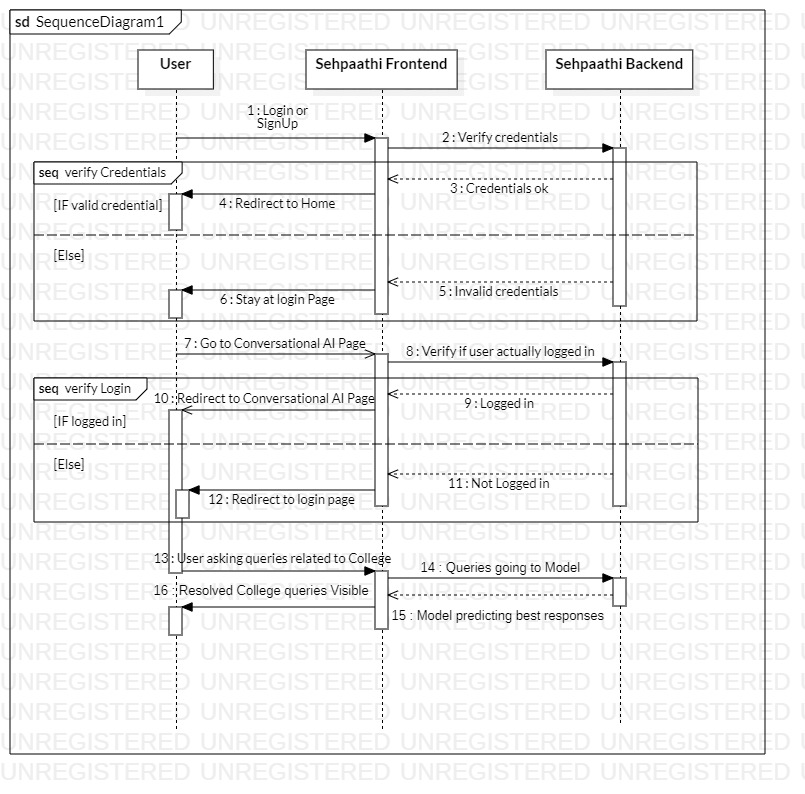 sd SequenceDiagram1
User
Sehpaathi Frontend
Sehpaathi Backend
1 : Login or
SignUp
2 : Verify credentials
seq verify Credentials
3 : Credentials ok
[IF valid credential]
4 : Redirect to Home
[Else]
5 : Invalid credentials
6 : Stay at login Page
7 : Go to Conversational AI Page
8 : Verify if user actually logged in
seq verify Login
10 : Redirect to Conversational AI Page
9 : Logged in
[IF logged in]
[Else]
11 : Not Logged in
12 : Redirect to login page
13 : User asking queries related to College
14 : Queries going to Model
16 : Resolved College queries Visible
15 : Model predicting best responses
UNREGISTERED